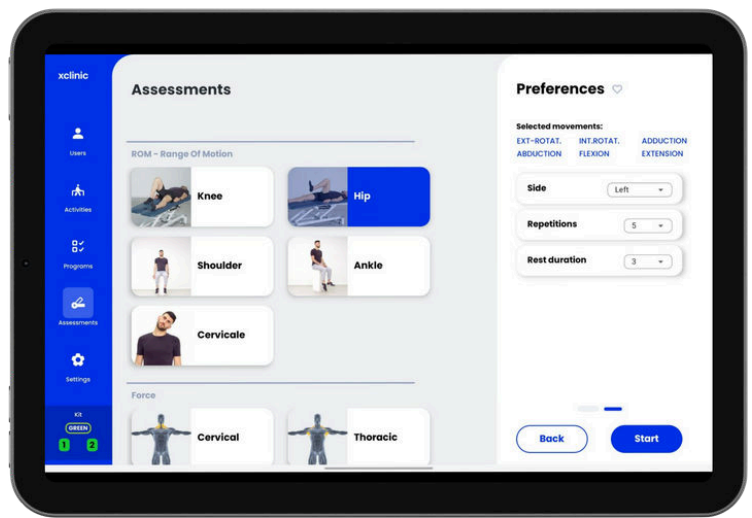 xclinic
Users
Activities
Programs
Assessments
Settings
Kit
GREEN
1 2
Assessments
ROM - Range Of Motion
Knee
Hip
Shoulder
Ankle
Cervicale
Force
Cervical
Thoracic
Preferences
Selected movements:
EXT-ROTAT. INT.ROTAT. ADDUCTION
ABDUCTION FLEXION EXTENSION
Side Left
Repetitions 5
Rest duration 3
Back Start